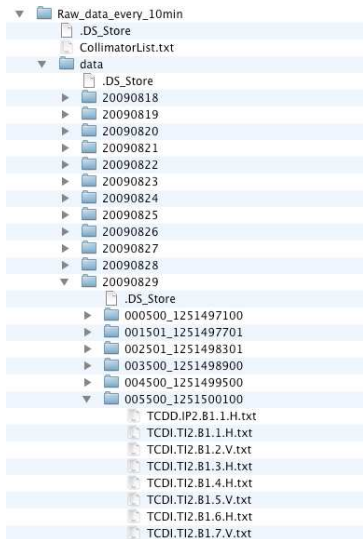 Raw_data_every_10min
.DS_Store
CollimatorList.txt
data
.DS_Store
20090818
20090819
20090820
20090821
20090822
20090823
20090824
20090825
20090826
20090827
20090828
20090829
.DS_Store
000500_1251497100
001501_1251497701
002501_1251498301
003500_1251498900
004500_1251499500
005500_1251500100
TCDD.IP2.B1.1.H.txt
TCDI.TI2.B1.1.H.txt
TCDI.TI2.B1.2.V.txt
TCDI.TI2.B1.3.H.txt
TCDI.TI2.B1.4.H.txt
TCDI.TI2.B1.5.V.txt
TCDI.TI2.B1.6.H.txt
TCDI.TI2.B1.7.V.txt